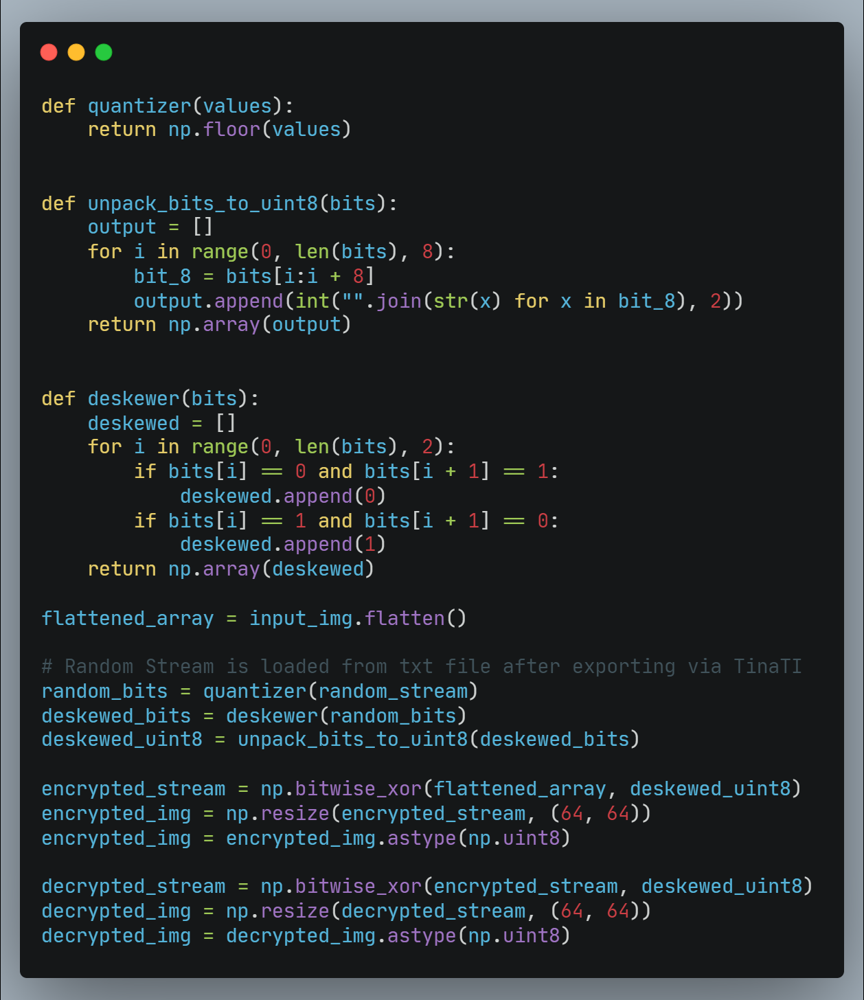 def quantizer(values):
    return np.floor(values)
def unpack_bits_to_uint8(bits):
    output = []
    for i in range(0, len(bits), 8):
        bit_8 = bits[i:i + 8]
        output.append(int("".join(str(x) for x in bit_8), 2))
    return np.array(output)
def deskewer(bits):
    deskewed = []
    for i in range(0, len(bits), 2):
        if bits[i] == 0 and bits[i + 1] == 1:
            deskewed.append(0)
        if bits[i] == 1 and bits[i + 1] == 0:
            deskewed.append(1)
    return np.array(deskewed)
flattened_array = input_img.flatten()
# Random Stream is loaded from txt file after exporting via TinaTI
random_bits = quantizer(random_stream)
deskewed_bits = deskewer(random_bits)
deskewed_uint8 = unpack_bits_to_uint8(deskewed_bits)
encrypted_stream = np.bitwise_xor(flattened_array, deskewed_uint8)
encrypted_img = np.resize(encrypted_stream, (64, 64))
encrypted_img = encrypted_img.astype(np.uint8)
decrypted_stream = np.bitwise_xor(encrypted_stream, deskewed_uint8)
decrypted_img = np.resize(decrypted_stream, (64, 64))
decrypted_img = decrypted_img.astype(np.uint8)